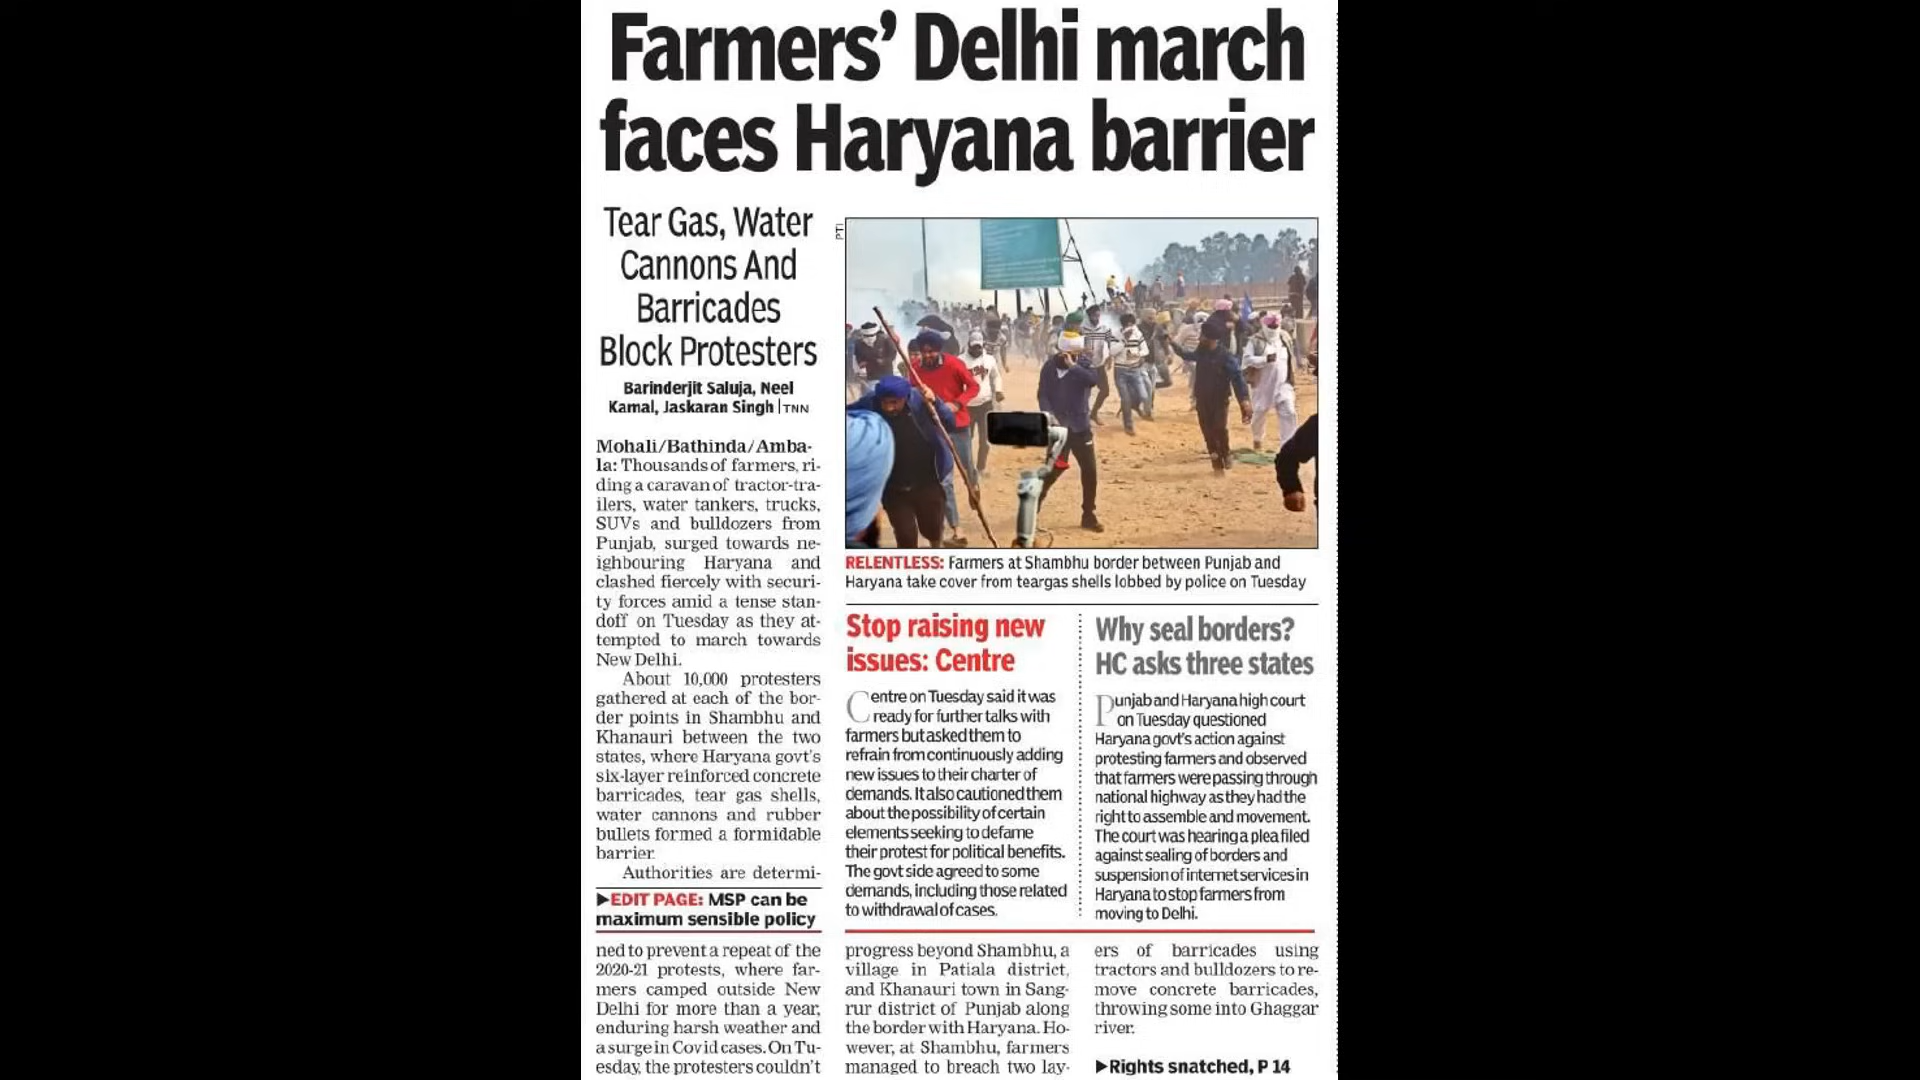 Farmers’ Delhi march
faces Haryana barrier
Tear Gas, Water
Cannons And
Barricades
Block Protesters
Barinderjit Saluja, Neel
Kamal, Jaskaran Singh | TNN
Mohali/Bathinda/Amba-
la: Thousands of farmers, ri-
ding a caravan of tractor-tra-
ilers, water tankers, trucks,
SUVs and bulldozers from
Punjab, surged towards ne-
ighbouring Haryana and
clashed fiercely with securi-
ty forces amid a tense stan-
doff on Tuesday as they at-
tempted to march towards
New Delhi.
About 10,000 protesters
gathered at each of the bor-
der points in Shambhu and
Khanauri between the two
states, where Haryana govt’s
six-layer reinforced concrete
barricades, tear gas shells,
water cannons and rubber
bullets formed a formidable
barrier.
Authorities are determi-
▶EDIT PAGE: MSP can be
maximum sensible policy
ned to prevent a repeat of the
2020-21 protests, where far-
mers camped outside New
Delhi for more than a year,
enduring harsh weather and
a surge in Covid cases. On Tu-
esday, the protesters couldn’t
PTI
RELENTLESS: Farmers at Shambhu border between Punjab and
Haryana take cover from teargas shells lobbed by police on Tuesday
Stop raising new
issues: Centre
Centre on Tuesday said it was
ready for further talks with
farmers but asked them to
refrain from continuously adding
new issues to their charter of
demands. It also cautioned them
about the possibility of certain
elements seeking to defame
their protest for political benefits.
The govt side agreed to some
demands, including those related
to withdrawal of cases.
Why seal borders?
HC asks three states
Punjab and Haryana high court
on Tuesday questioned
Haryana govt’s action against
protesting farmers and observed
that farmers were passing through
national highway as they had the
right to assemble and movement.
The court was hearing a plea filed
against sealing of borders and
suspension of internet services in
Haryana to stop farmers from
moving to Delhi.
progress beyond Shambhu, a
village in Patiala district,
and Khanauri town in Sang-
rur district of Punjab along
the border with Haryana. Ho-
wever, at Shambhu, farmers
managed to breach two lay-
ers of barricades using
tractors and bulldozers to re-
move concrete barricades,
throwing some into Ghaggar
river.
▶Rights snatched, P 14